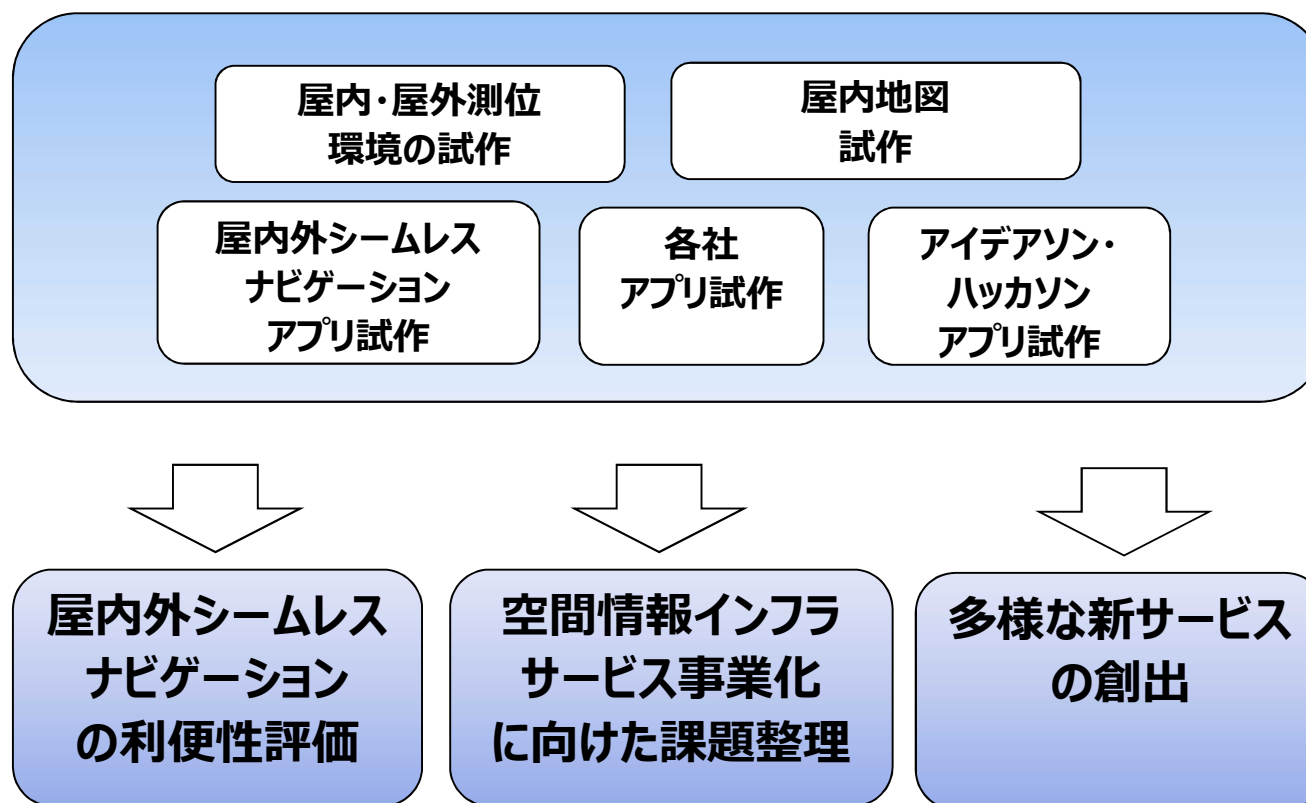 屋内・屋外測位
環境の試作
屋内地図
試作
屋内外シームレス
ナビゲーション
アプリ試作
各社
アプリ試作
アイデアソン・
ハッカソン
アプリ試作
屋内外シームレス
ナビゲーション
の利便性評価
空間情報インフラ
サービス事業化
に向けた課題整理
多様な新サービス
の創出